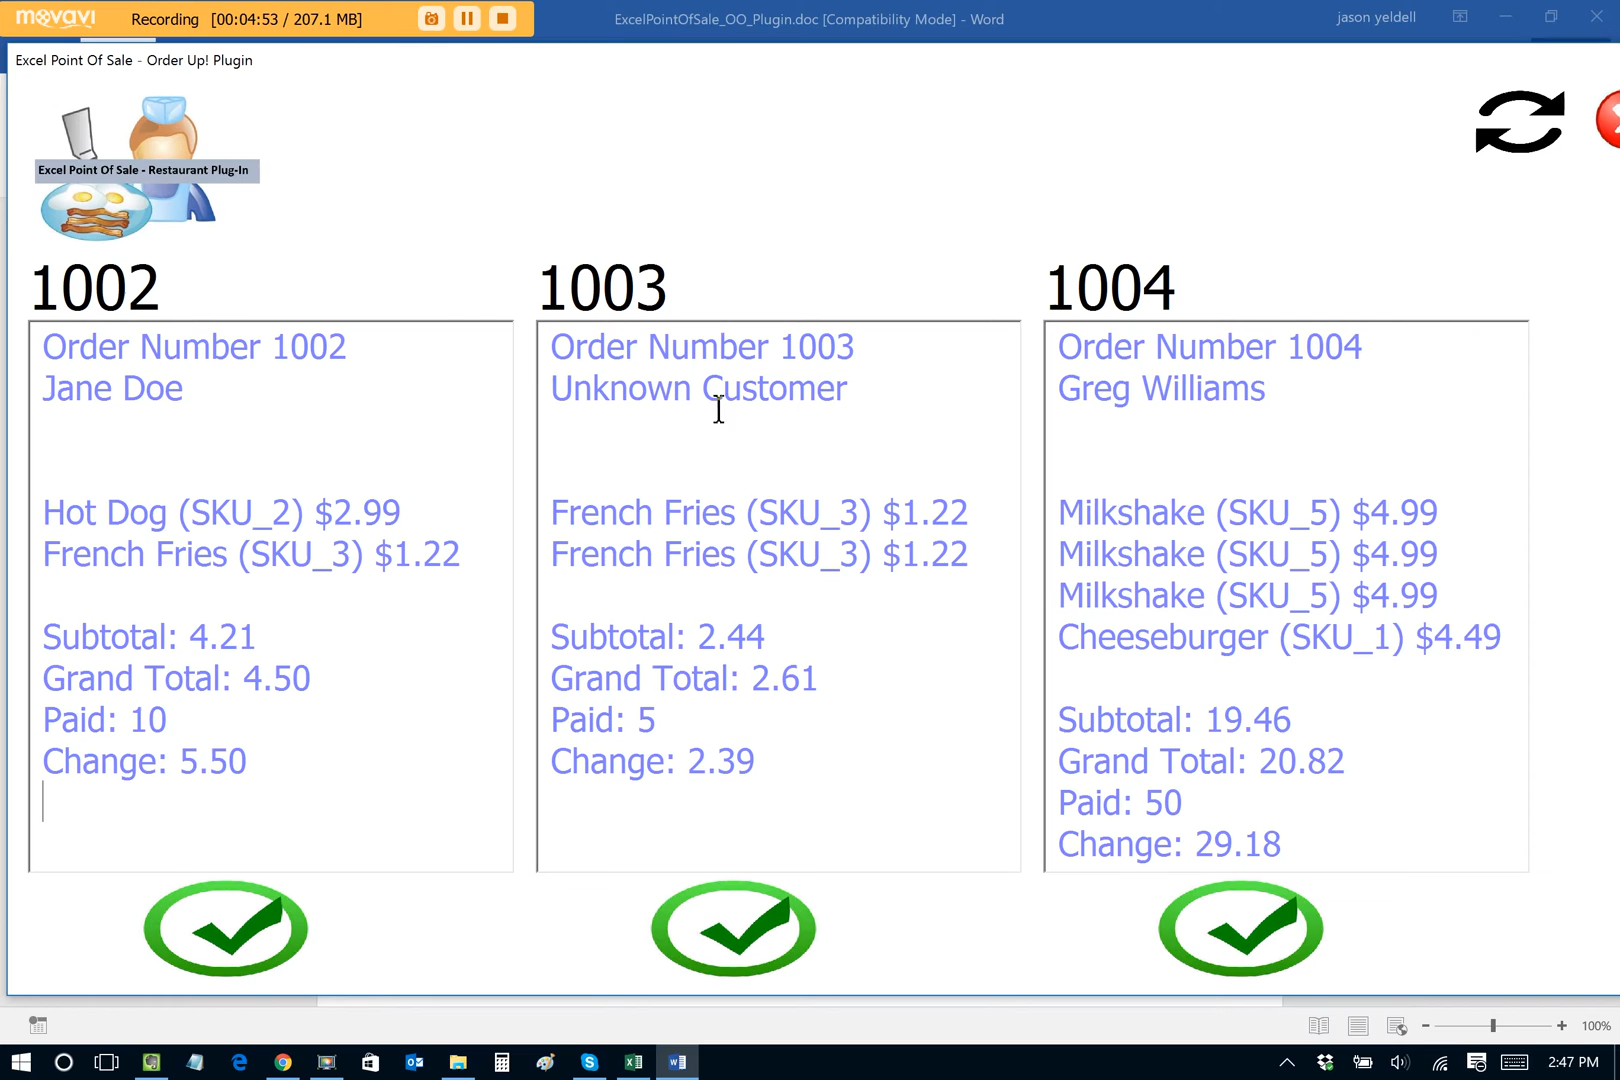 movavi
Recording [00:04:53 / 207.1 MB]
ExcelPointOfSale_OO_Plugin.doc [Compatibility Mode] - Word
jason yeldell
Excel Point Of Sale - Order Up! Plugin
Excel Point Of Sale - Restaurant Plug-In
1002
Order Number 1002
Jane Doe
Hot Dog (SKU_2) $2.99
French Fries (SKU_3) $1.22
Subtotal: 4.21
Grand Total: 4.50
Paid: 10
Change: 5.50
1003
Order Number 1003
Unknown Customer
French Fries (SKU_3) $1.22
French Fries (SKU_3) $1.22
Subtotal: 2.44
Grand Total: 2.61
Paid: 5
Change: 2.39
1004
Order Number 1004
Greg Williams
Milkshake (SKU_5) $4.99
Milkshake (SKU_5) $4.99
Milkshake (SKU_5) $4.99
Cheeseburger (SKU_1) $4.49
Subtotal: 19.46
Grand Total: 20.82
Paid: 50
Change: 29.18
100%
2:47 PM